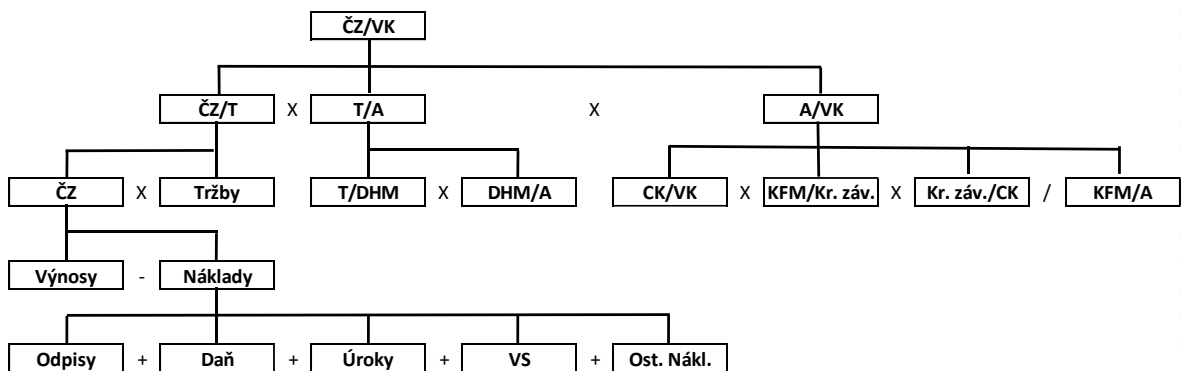 ČZ/VK
ČZ/T X T/A X A/VK
ČZ X Tržby T/DHM X DHM/A CK/VK X KFM/Kr. záv. X Kr. záv./CK / KFM/A
Výnosy - Náklady
Odpisy + Daň + Úroky + VS + Ost. Nákl.